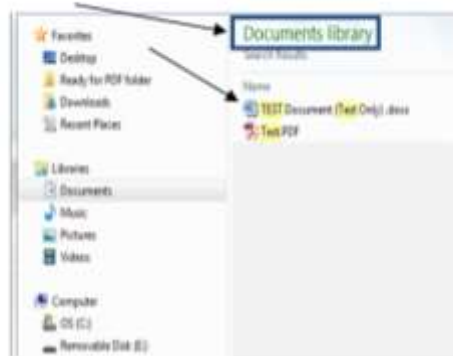 Favorites
Desktop
Ready for PDF folder
Downloads
Recent Places
Libraries
Documents
Music
Pictures
Videos
Computer
OS (C:)
Removable Disk (E:)
Documents library
Search Results
Name
TEST Document (Test Only) .docx
Test.PDF